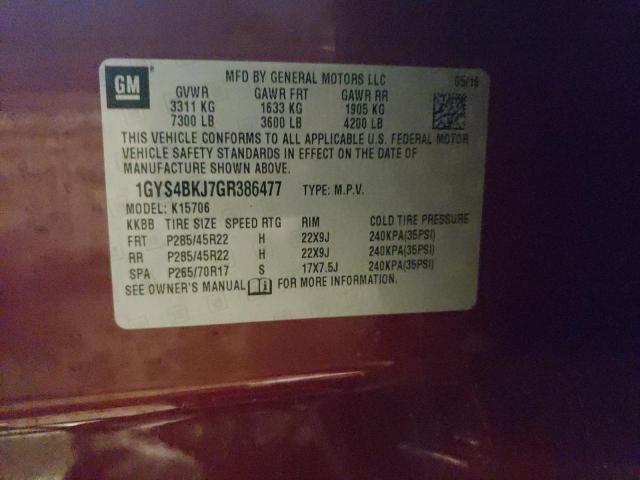 GM
MFD BY GENERAL MOTORS LLC 05/16
GVWR GAWR FRT GAWR RR
3311 KG 1633 KG 1905 KG
7300 LB 3600 LB 4200 LB
THIS VEHICLE CONFORMS TO ALL APPLICABLE U.S. FEDERAL MOTOR
VEHICLE SAFETY STANDARDS IN EFFECT ON THE DATE OF
MANUFACTURE SHOWN ABOVE.
1GYS4BKJ7GR386477 TYPE: M.P.V.
MODEL: K15706
KKBB TIRE SIZE SPEED RTG RIM COLD TIRE PRESSURE
FRT P285/45R22 H 22X9J 240KPA(35PSI)
RR P285/45R22 H 22X9J 240KPA(35PSI)
SPA P265/70R17 S 17X7.5J 240KPA(35PSI)
SEE OWNER'S MANUAL FOR MORE INFORMATION.